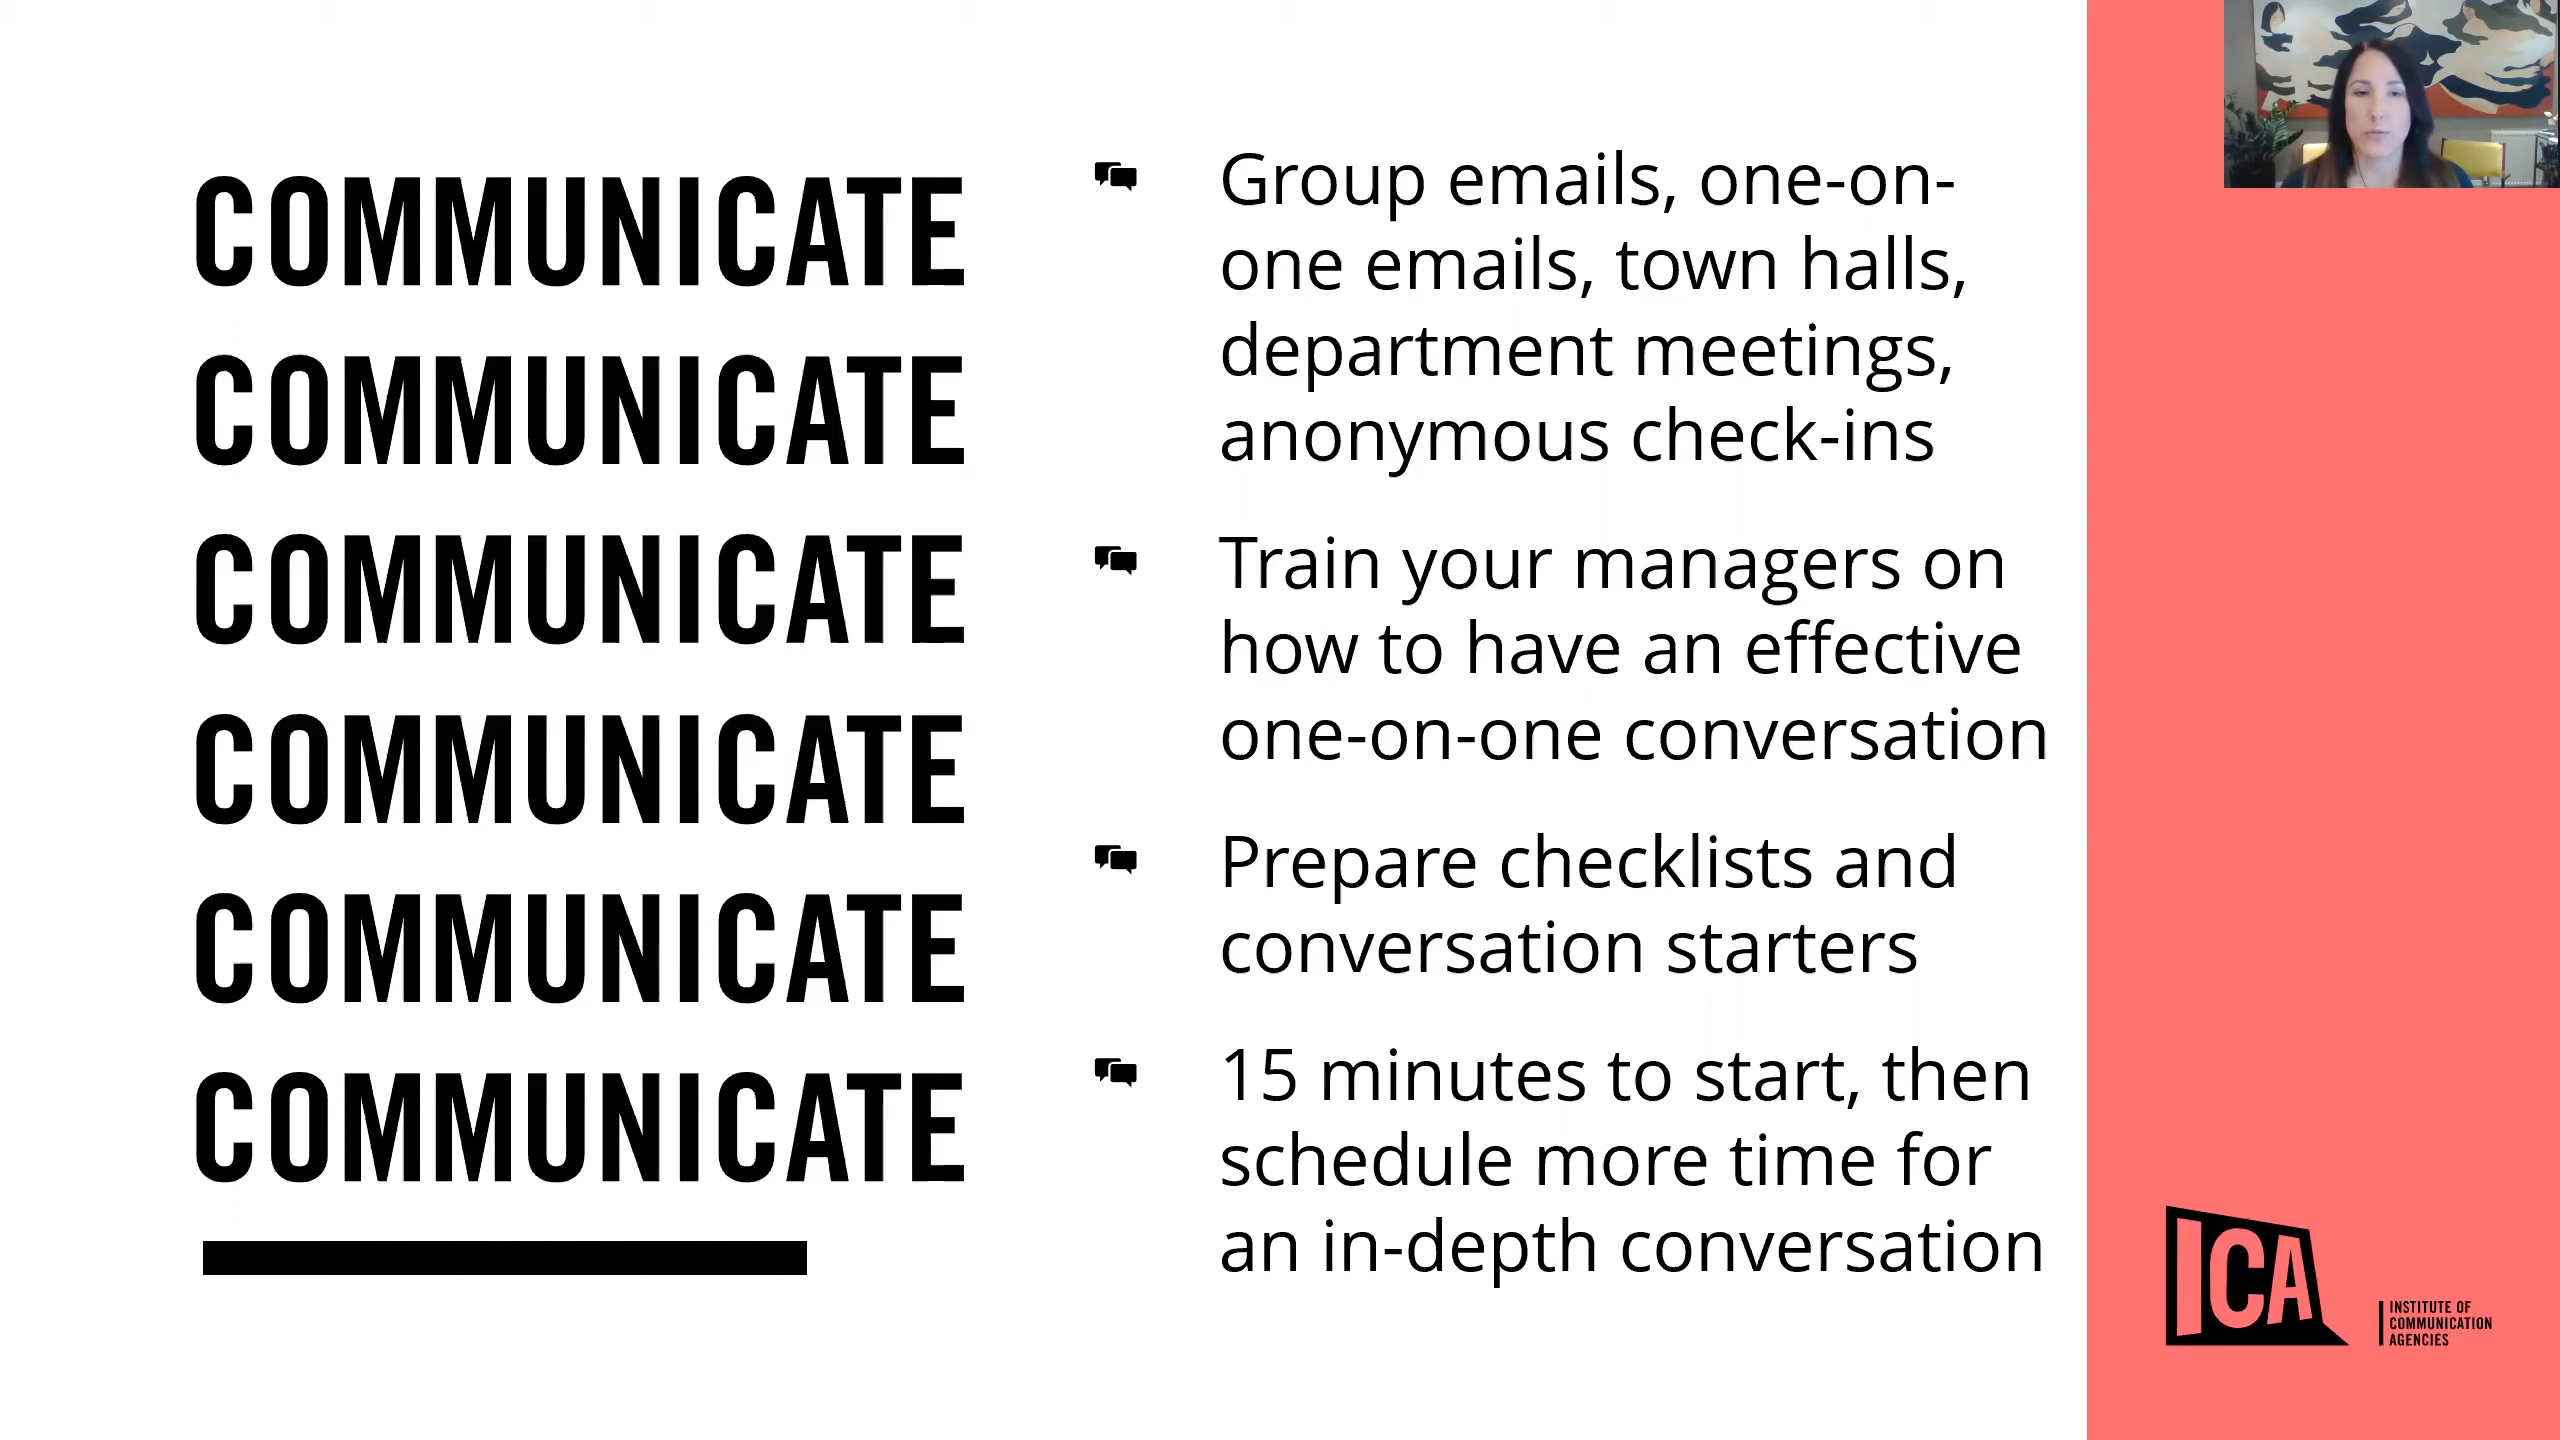 COMMUNICATE
COMMUNICATE
COMMUNICATE
COMMUNICATE
COMMUNICATE
COMMUNICATE
Group emails, one-on-
one emails, town halls,
department meetings,
anonymous check-ins
Train your managers on
how to have an effective
one-on-one conversation
Prepare checklists and
conversation starters
15 minutes to start, then
schedule more time for
an in-depth conversation
ICA
INSTITUTE OF
COMMUNICATION
AGENCIES